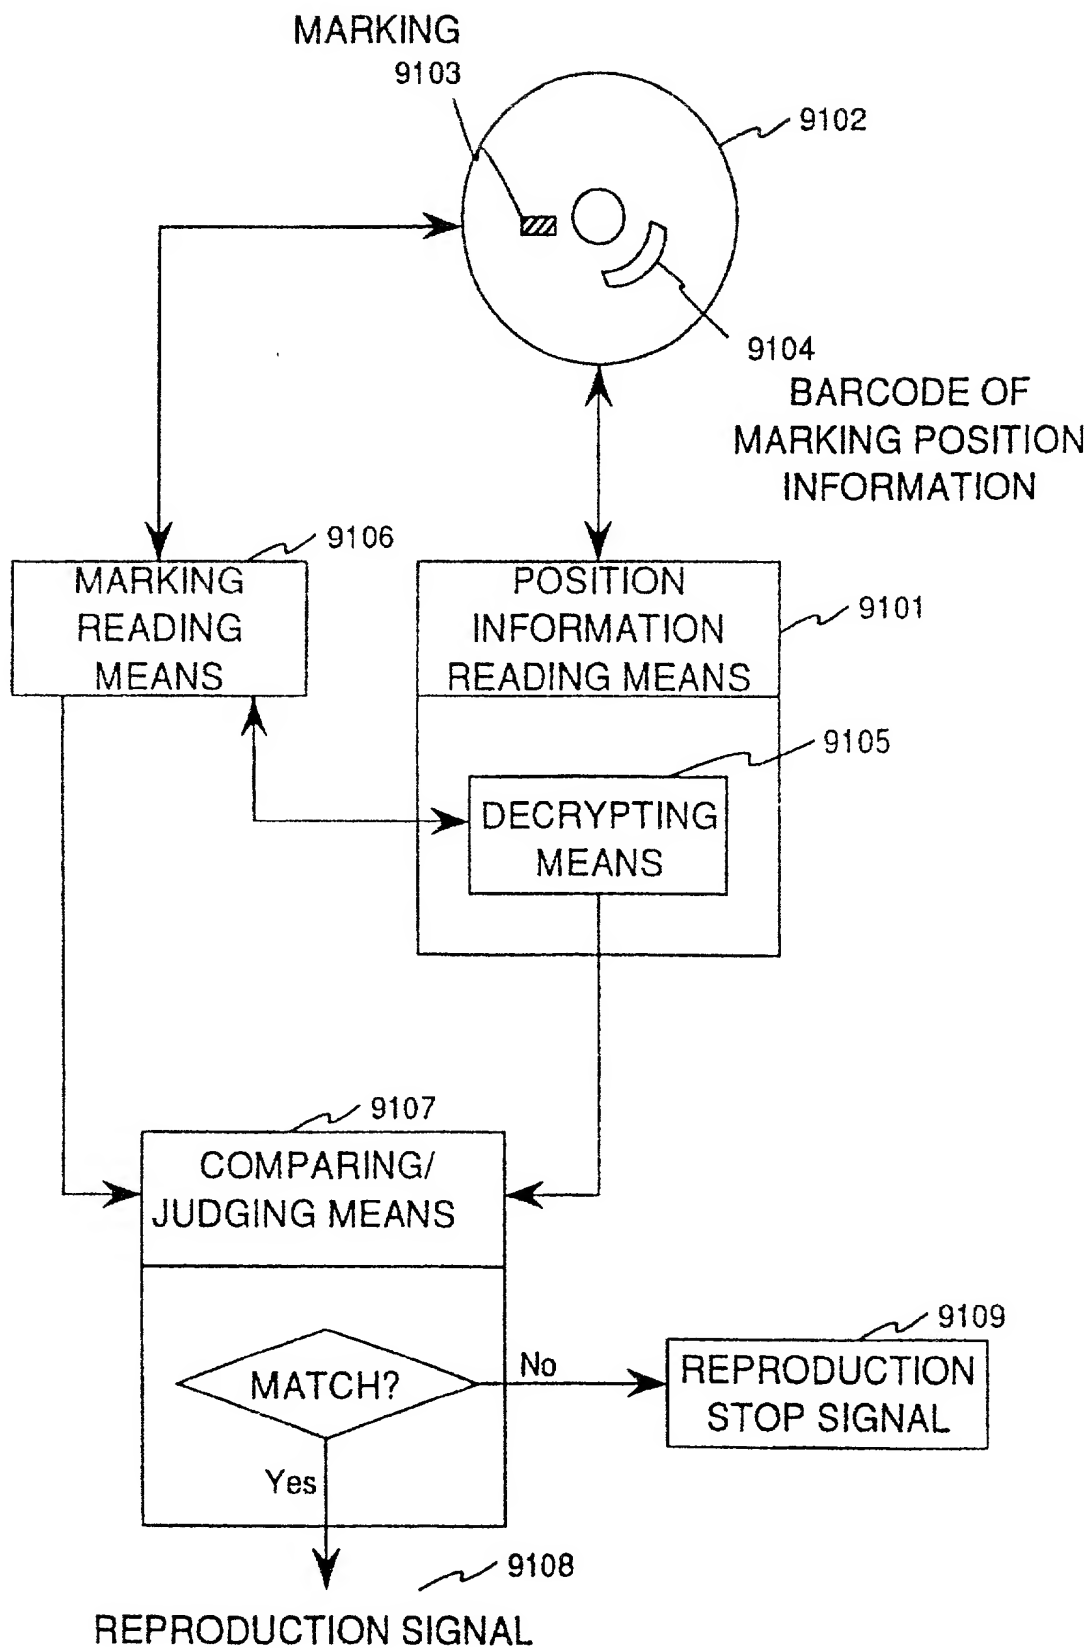 MARKING
9103
9102
9104
BARCODE OF
MARKING POSITION
INFORMATION
9106
MARKING
READING
MEANS
POSITION
INFORMATION
READING MEANS
9101
9105
DECRYPTING
MEANS
9107
COMPARING/
JUDGING MEANS
MATCH?
No
Yes
9109
REPRODUCTION
STOP SIGNAL
9108
REPRODUCTION SIGNAL